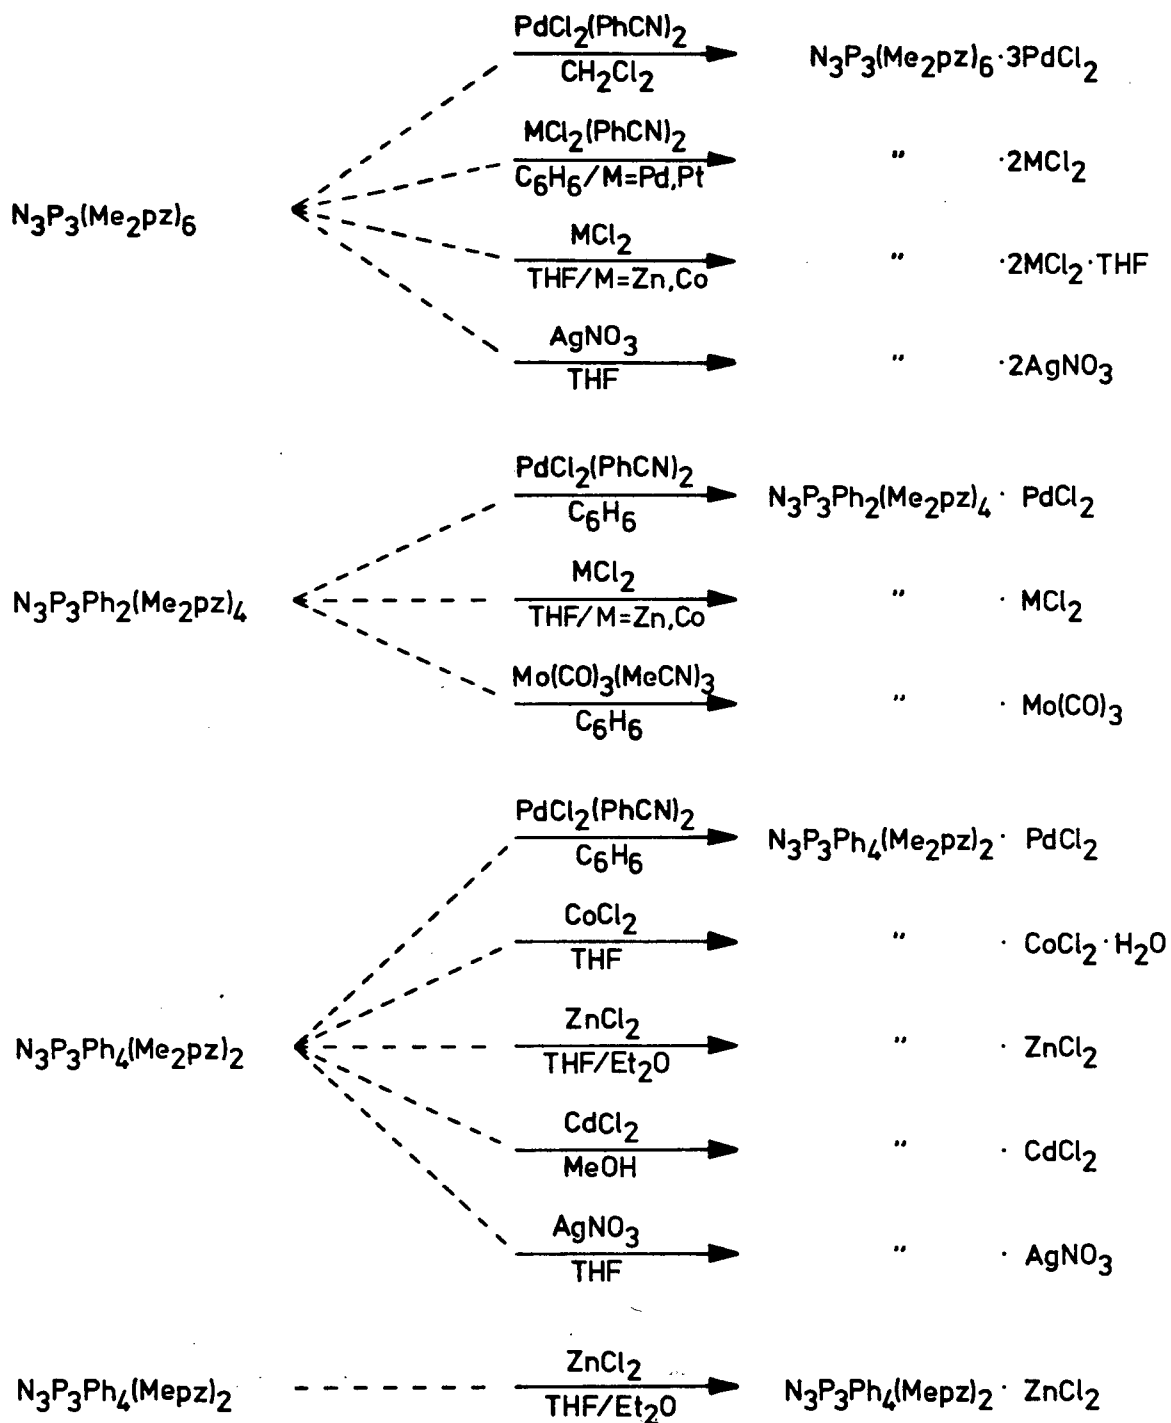 PdCl2(PhCN)2
CH2Cl2
N3P3(Me2pz)6·3PdCl2
MCl2(PhCN)2
C6H6/M=Pd,Pt
" ·2MCl2
N3P3(Me2pz)6
MCl2
THF/M=Zn,Co
" ·2MCl2·THF
AgNO3
THF
" ·2AgNO3
PdCl2(PhCN)2
C6H6
N3P3Ph2(Me2pz)4· PdCl2
N3P3Ph2(Me2pz)4
MCl2
THF/M=Zn,Co
" · MCl2
Mo(CO)3(MeCN)3
C6H6
" · Mo(CO)3
PdCl2(PhCN)2
C6H6
N3P3Ph4(Me2pz)2· PdCl2
CoCl2
THF
" · CoCl2·H2O
N3P3Ph4(Me2pz)2
ZnCl2
THF/Et2O
" · ZnCl2
CdCl2
MeOH
" · CdCl2
AgNO3
THF
" · AgNO3
N3P3Ph4(Mepz)2
ZnCl2
THF/Et2O
N3P3Ph4(Mepz)2· ZnCl2